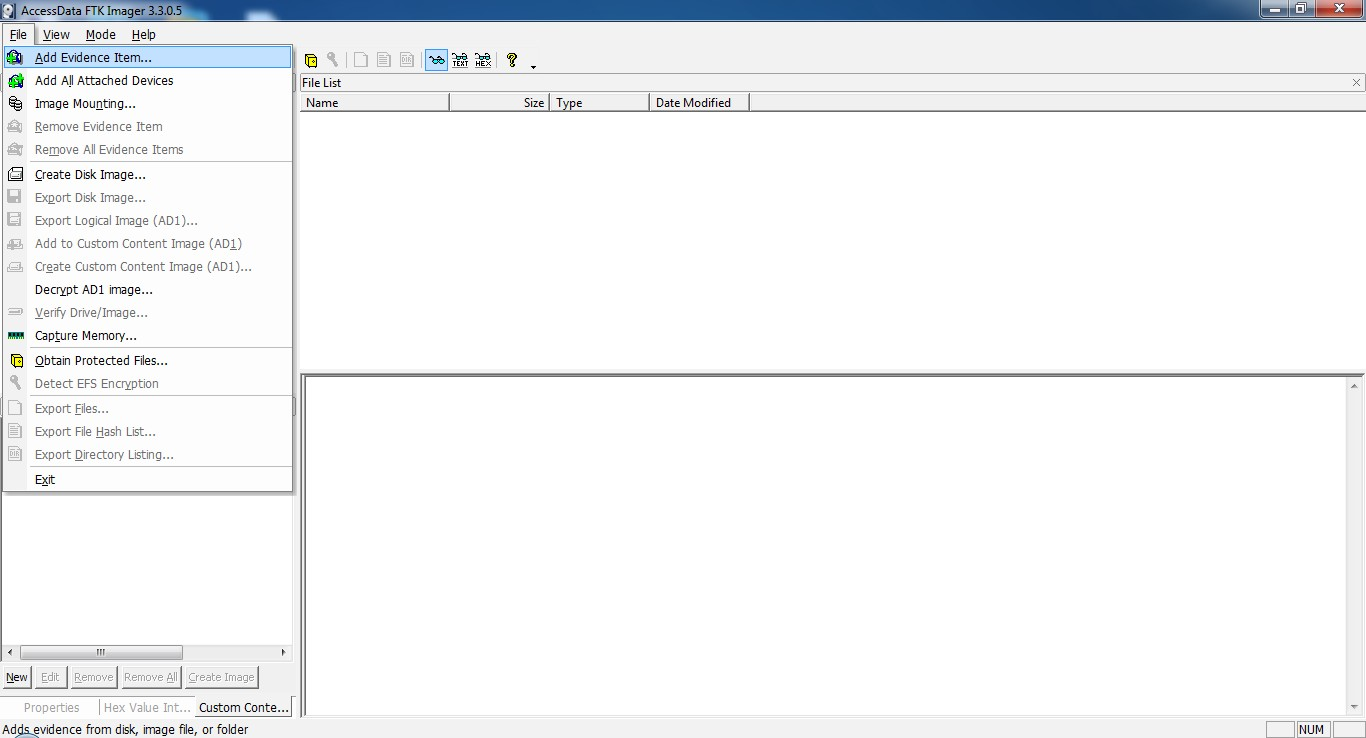 AccessData FTK Imager 3.3.0.5
File View Mode Help
Add Evidence Item...
Add All Attached Devices
Image Mounting...
Remove Evidence Item
Remove All Evidence Items
Create Disk Image...
Export Disk Image...
Export Logical Image (AD1)...
Add to Custom Content Image (AD1)
Create Custom Content Image (AD1)...
Decrypt AD1 image...
Verify Drive/Image...
Capture Memory...
Obtain Protected Files...
Detect EFS Encryption
Export Files...
Export File Hash List...
Export Directory Listing...
Exit
TEXT HEX ?
File List
Name Size Type Date Modified
New Edit Remove Remove All Create Image
Properties Hex Value Int... Custom Conte...
Adds evidence from disk, image file, or folder
NUM